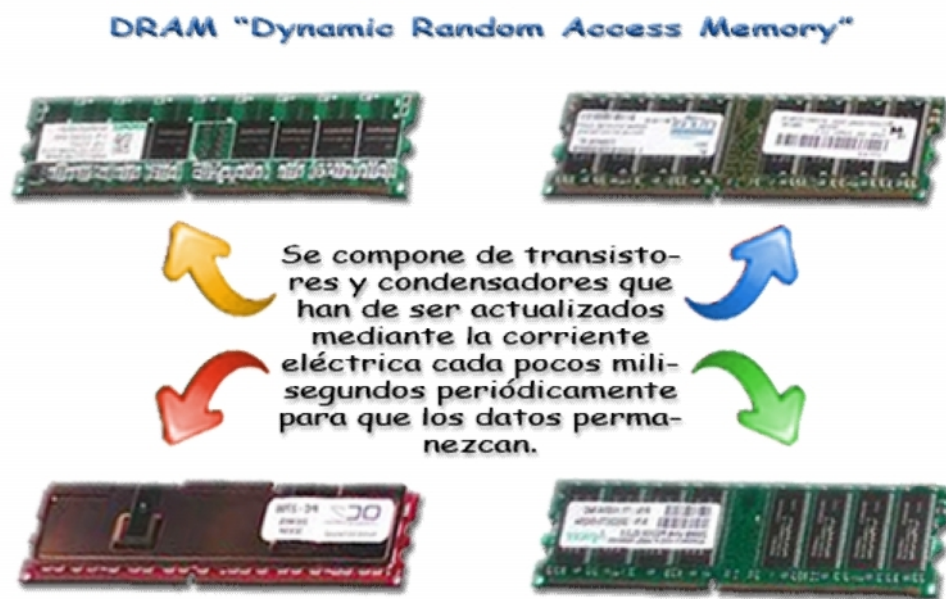 DRAM “Dynamic Random Access Memory”
Se compone de transisto-
res y condensadores que
han de ser actualizados
mediante la corriente
eléctrica cada pocos mili-
segundos periódicamente
para que los datos perma-
nezcan.